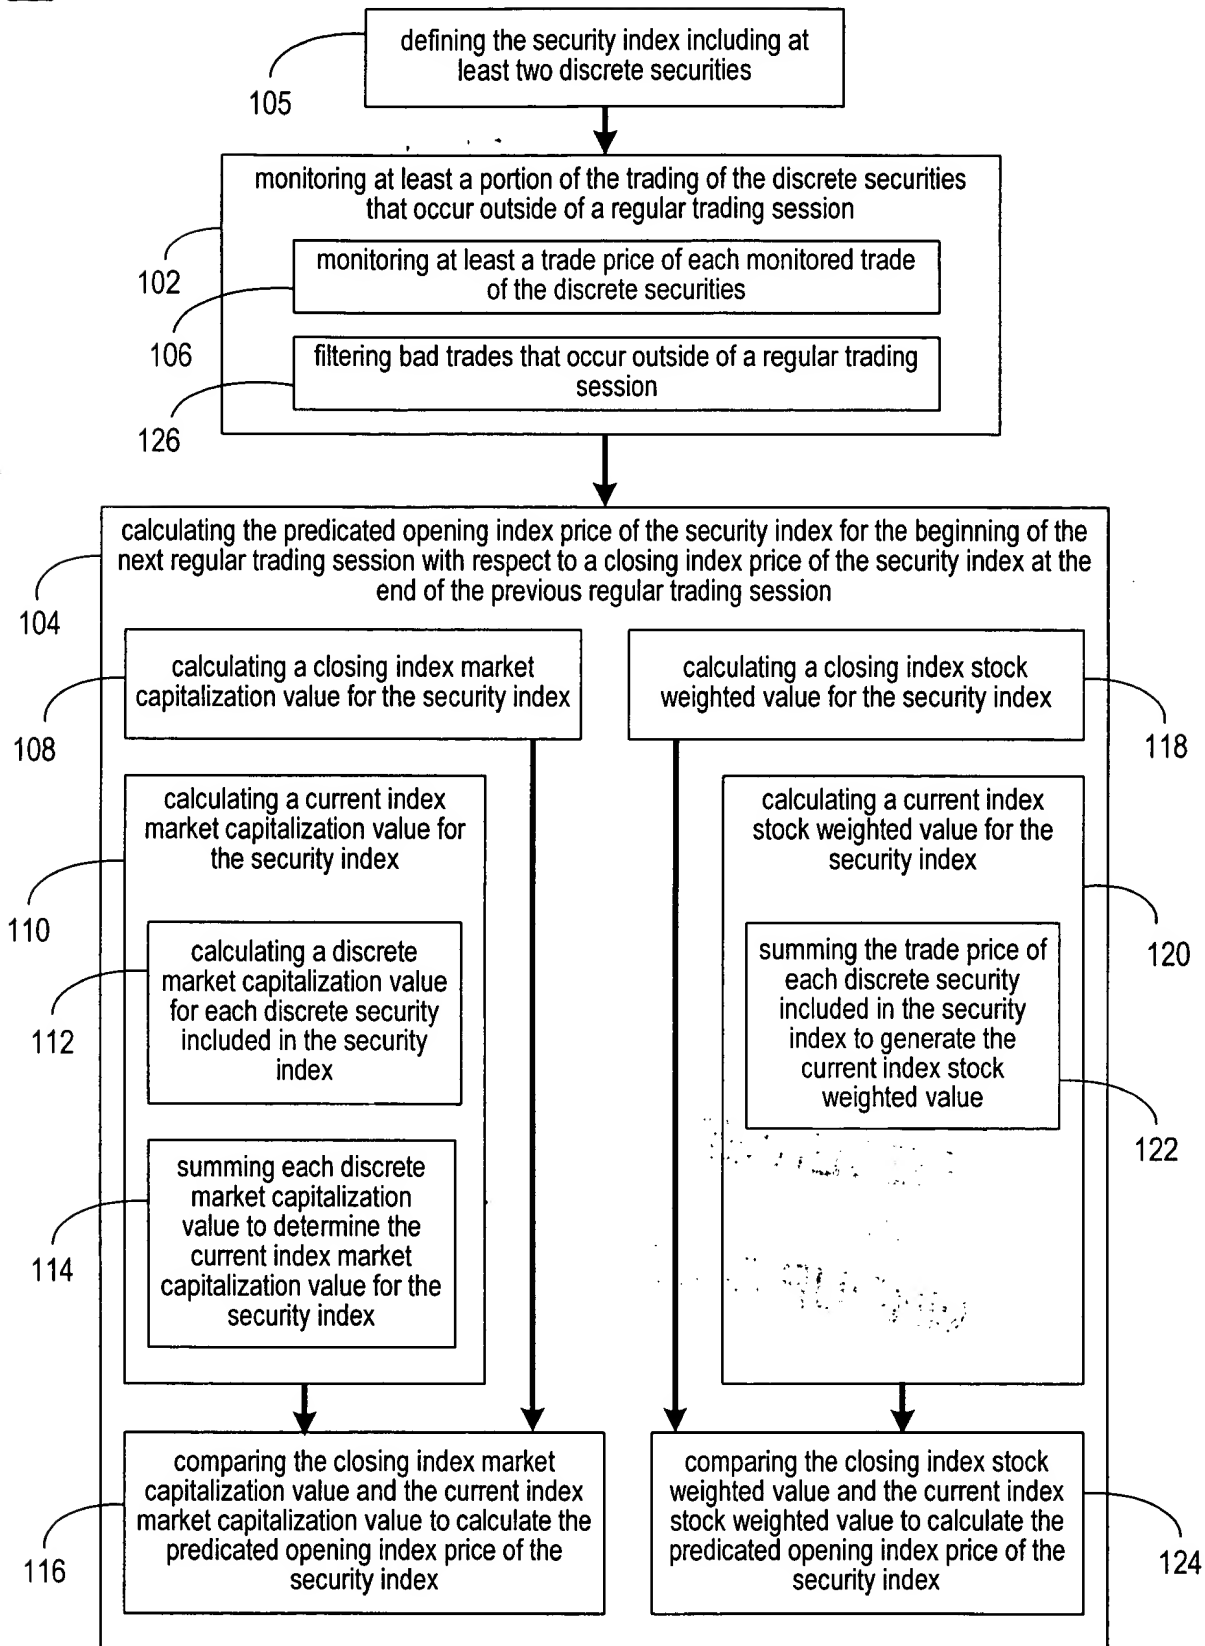 defining the security index including at
least two discrete securities
105
monitoring at least a portion of the trading of the discrete securities
that occur outside of a regular trading session
102
monitoring at least a trade price of each monitored trade
of the discrete securities
106
filtering bad trades that occur outside of a regular trading
session
126
calculating the predicated opening index price of the security index for the beginning of the
next regular trading session with respect to a closing index price of the security index at the
end of the previous regular trading session
104
calculating a closing index market
capitalization value for the security index
108
calculating a closing index stock
weighted value for the security index
118
calculating a current index
market capitalization value for
the security index
110
calculating a discrete
market capitalization value
for each discrete security
included in the security
index
112
summing each discrete
market capitalization
value to determine the
current index market
capitalization value for the
security index
114
calculating a current index
stock weighted value for the
security index
120
summing the trade price of
each discrete security
included in the security
index to generate the
current index stock
weighted value
122
comparing the closing index market
capitalization value and the current index
market capitalization value to calculate the
predicated opening index price of the
security index
116
comparing the closing index stock
weighted value and the current index
stock weighted value to calculate the
predicated opening index price of the
security index
124